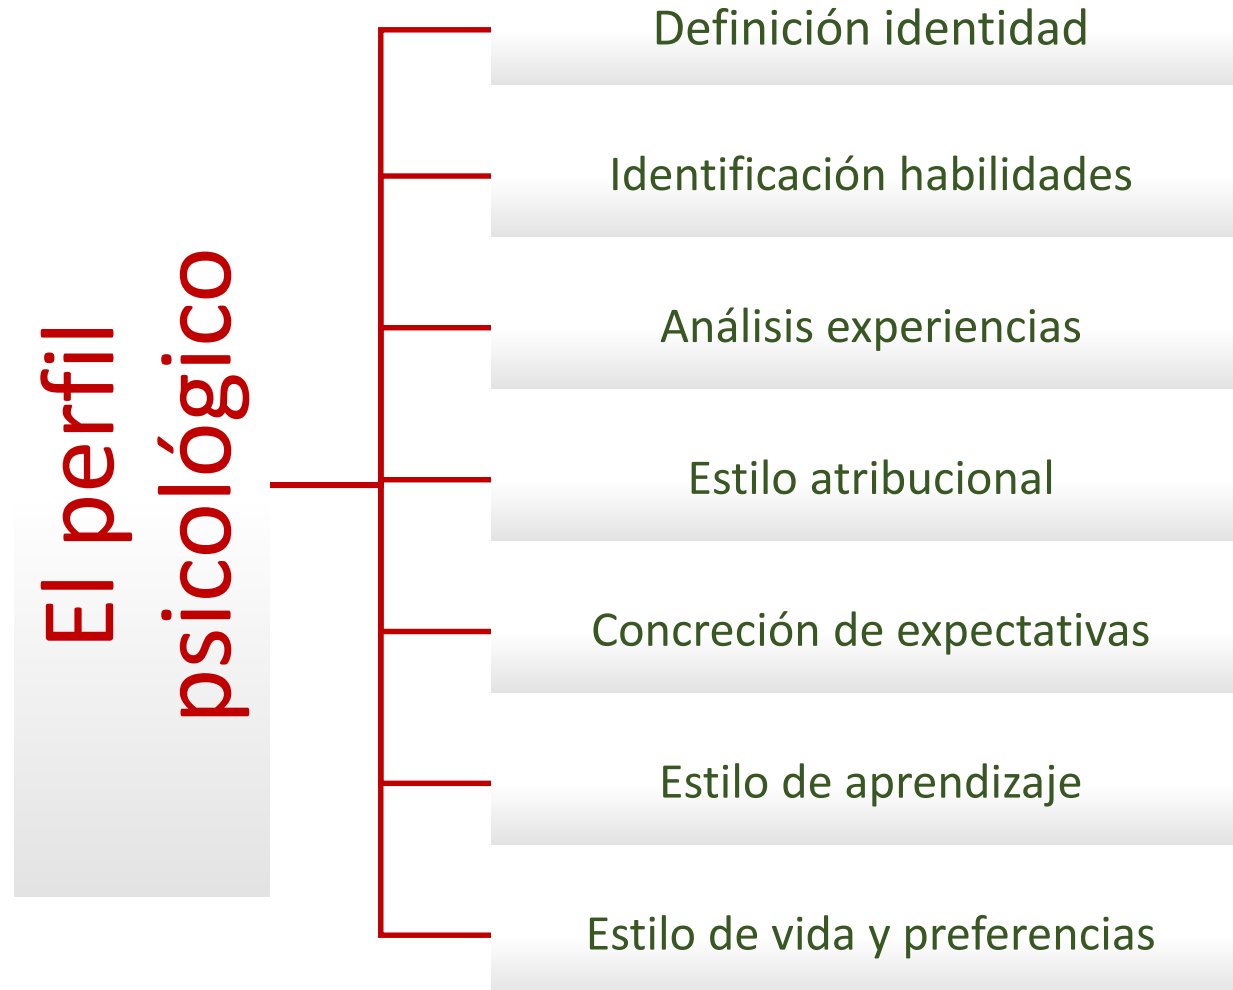 El perfil
psicológico
Definición identidad
Identificación habilidades
Análisis experiencias
Estilo atribucional
Concreción de expectativas
Estilo de aprendizaje
Estilo de vida y preferencias